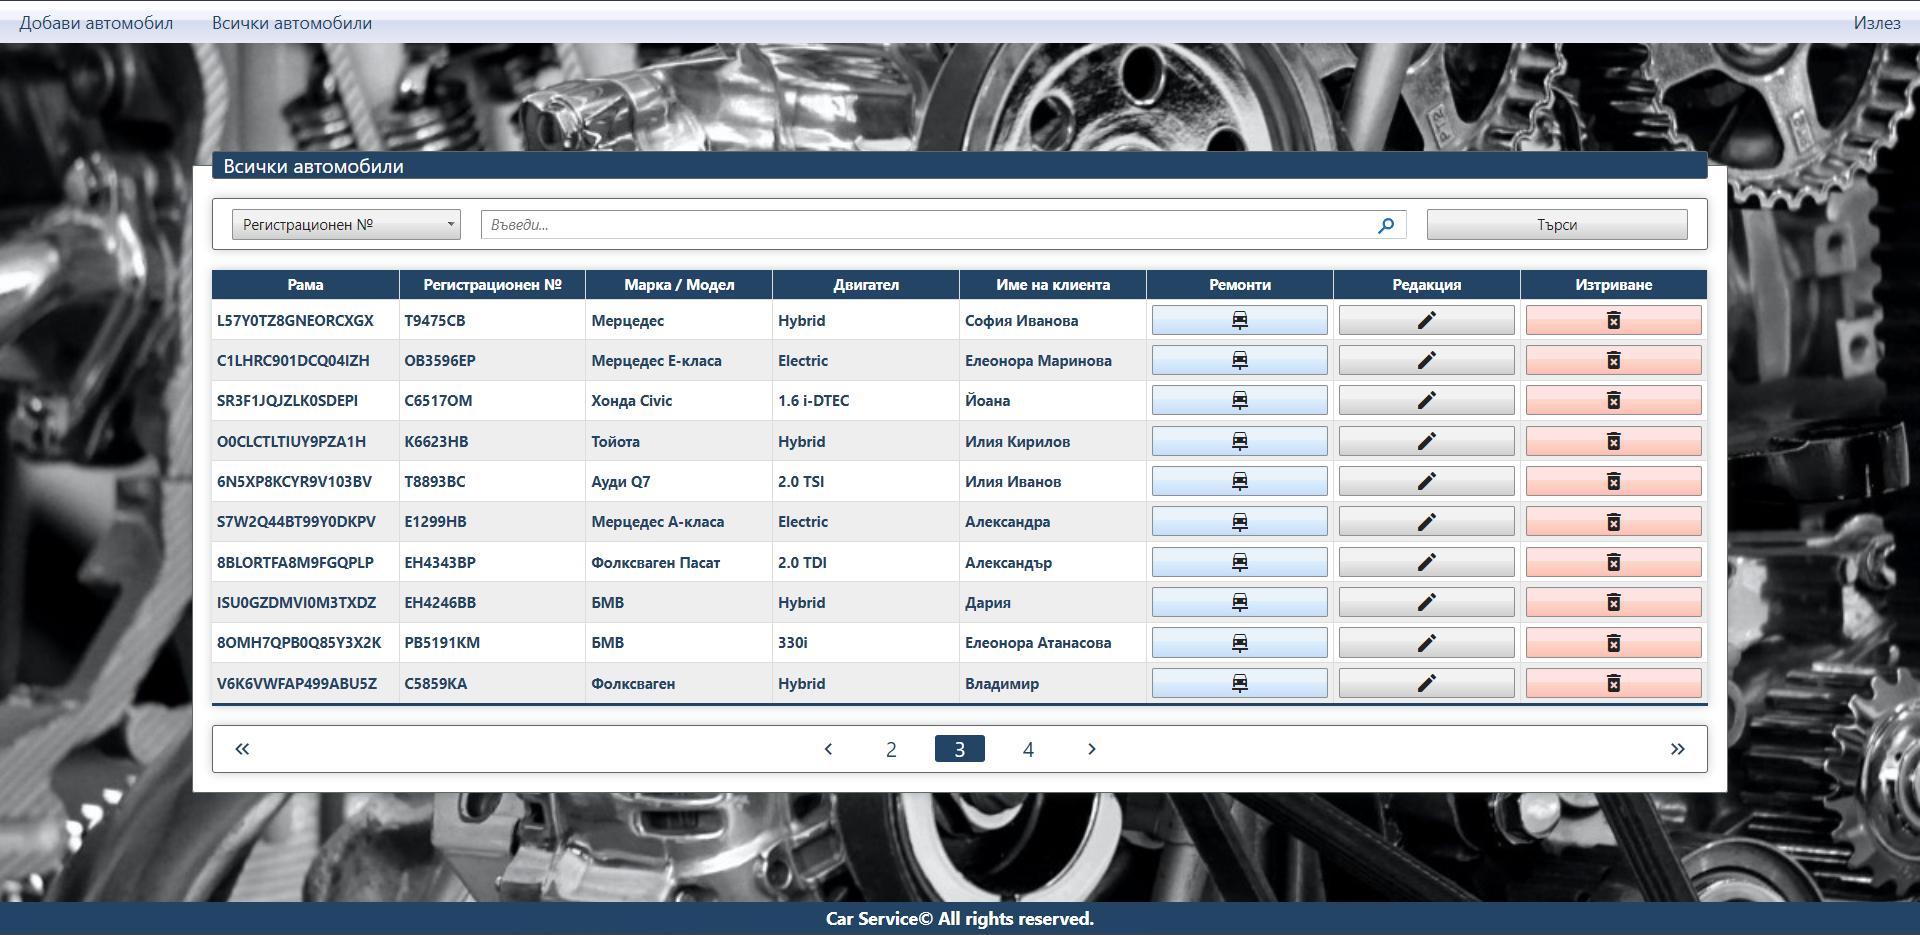 Добави автомобил Всички автомобили Излез
Всички автомобили
Регистрационен № Въведи... Търси
Рама Регистрационен № Марка / Модел Двигател Име на клиента Ремонти Редакция Изтриване
L57Y0TZ8GNEORCXGX T9475CB Мерцедес Hybrid София Иванова
C1LHRC901DCQ04IZH OB3596EP Мерцедес Е-класа Electric Елеонора Маринова
SR3F1JQJZLK0SDEPI C6517OM Хонда Civic 1.6 i-DTEC Йоана
O0CLCTLTIUY9PZA1H K6623HB Тойота Hybrid Илия Кирилов
6N5XP8KCYR9V103BV T8893BC Ауди Q7 2.0 TSI Илия Иванов
S7W2Q44BT99Y0DKPV E1299HB Мерцедес А-класа Electric Александра
8BLORTFA8M9FGQPLP EH4343BP Фолксваген Пасат 2.0 TDI Александър
ISU0GZDMVI0M3TXDZ EH4246BB БМВ Hybrid Дария
8OMH7QPB0Q85Y3X2K PB5191KM БМВ 330i Елеонора Атанасова
V6K6VWFAP499ABU5Z C5859KA Фолксваген Hybrid Владимир
« ‹ 2 3 4 › »
Car Service© All rights reserved.